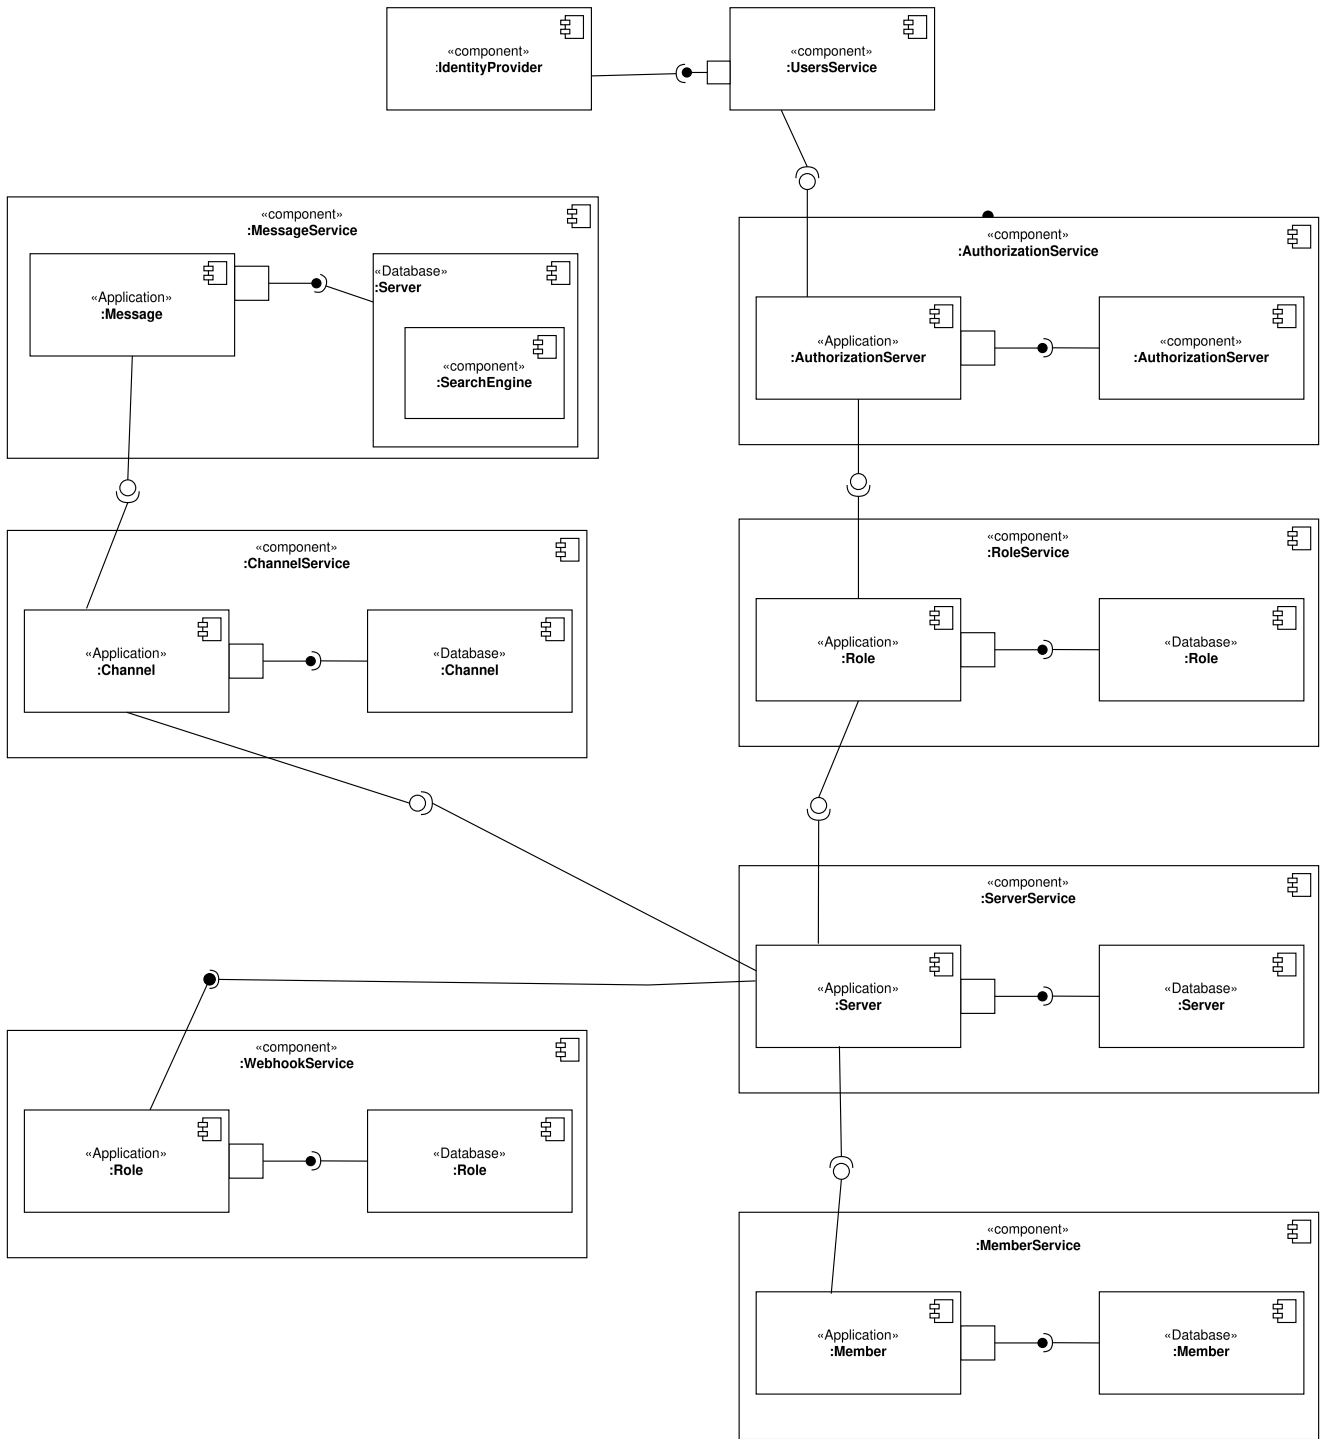 «component»
:IdentityProvider
«component»
:UsersService
«component»
:MessageService
«Application»
:Message
«Database»
:Server
«component»
:SearchEngine
«component»
:AuthorizationService
«Application»
:AuthorizationServer
«component»
:AuthorizationServer
«component»
:ChannelService
«Application»
:Channel
«Database»
:Channel
«component»
:RoleService
«Application»
:Role
«Database»
:Role
«component»
:ServerService
«Application»
:Server
«Database»
:Server
«component»
:WebhookService
«Application»
:Role
«Database»
:Role
«component»
:MemberService
«Application»
:Member
«Database»
:Member